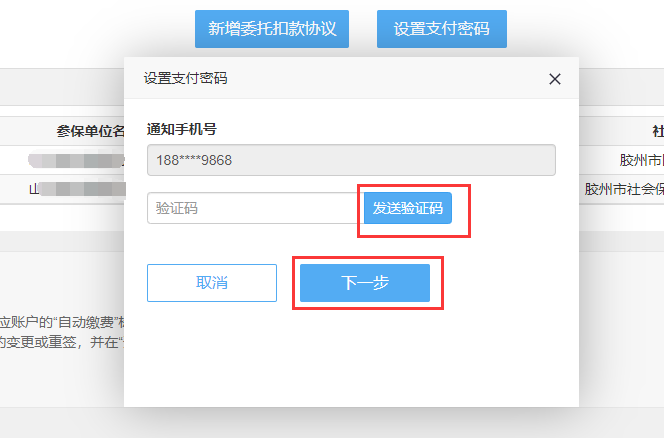 新增委托扣款协议
设置支付密码
设置支付密码
参保单位名
社
通知手机号
188****9868
胶州市
山
胶州市社会保
验证码
发送验证码
取消
下一步
应账户的“自动缴费”
的变更或重签，并在“